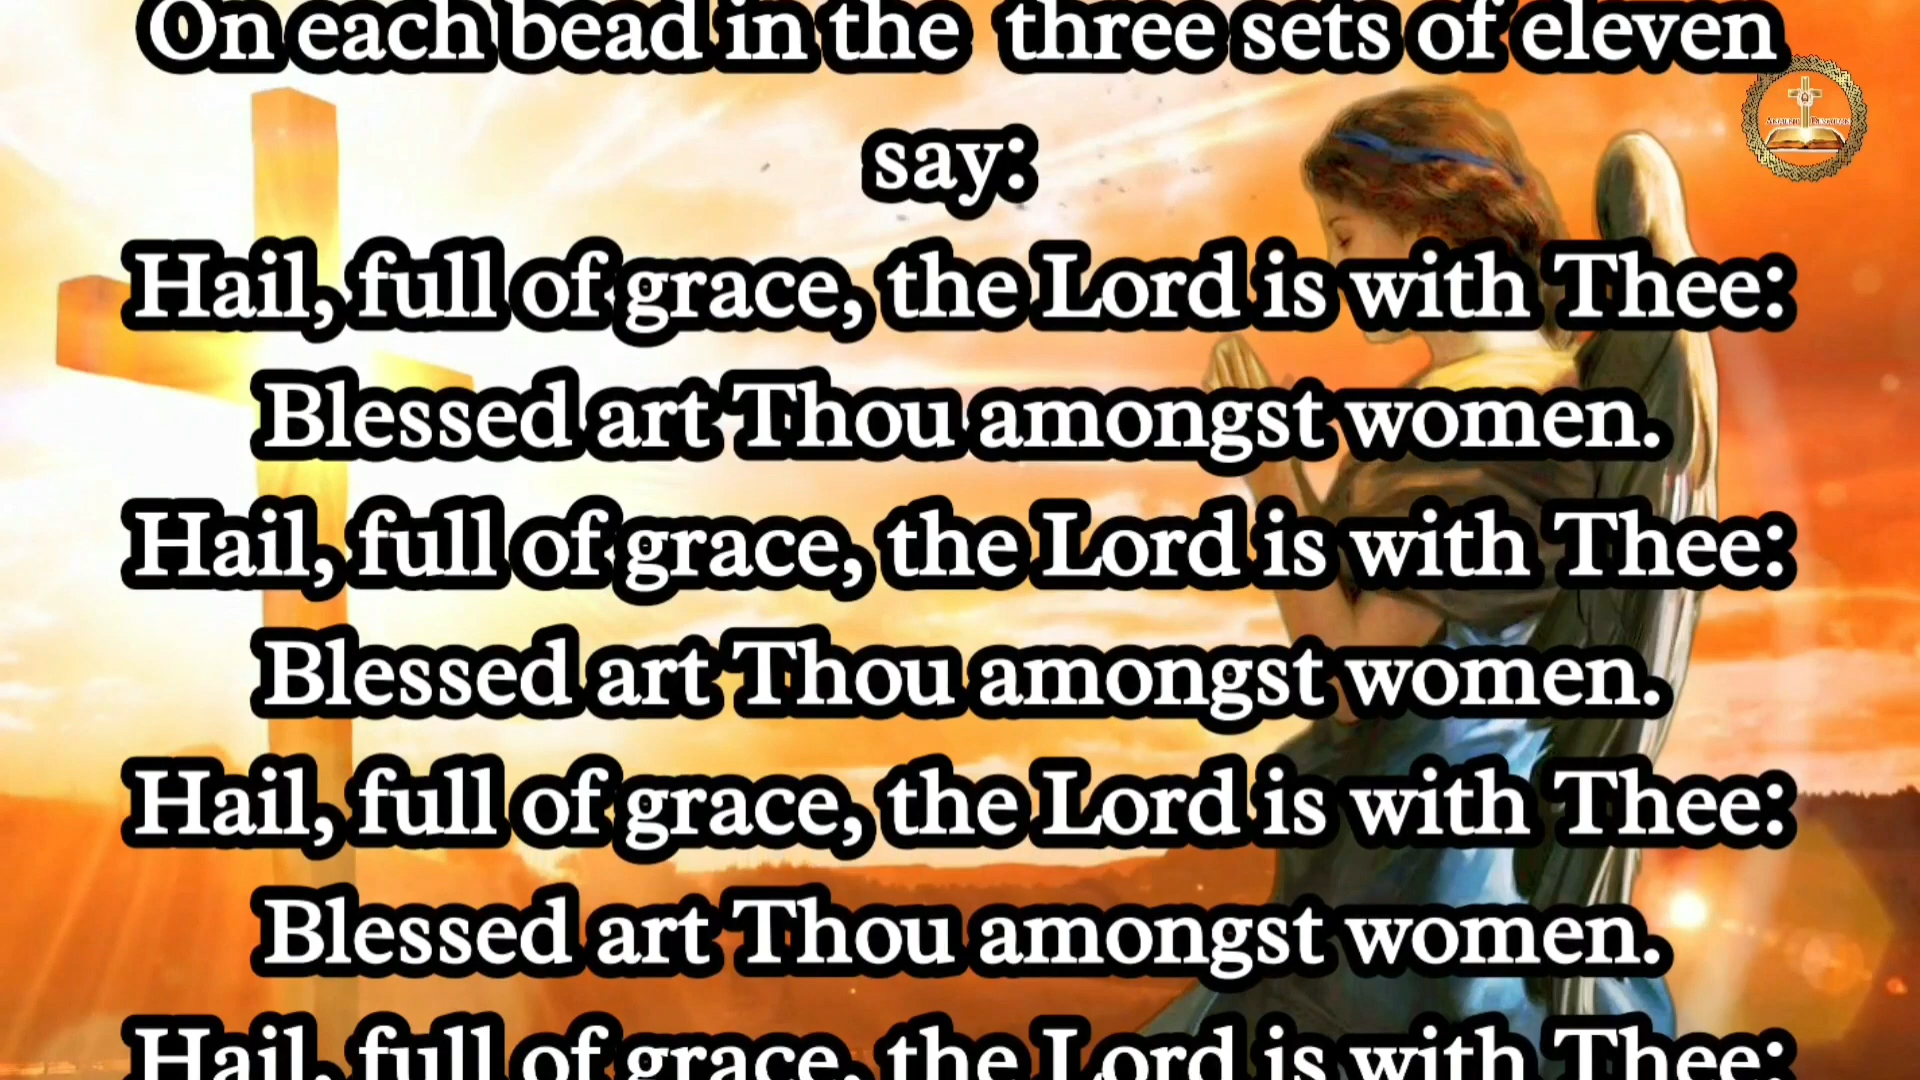 On each bead in the three sets of eleven
say:
Hail, full of grace, the Lord is with Thee:
Blessed art Thou amongst women.
Hail, full of grace, the Lord is with Thee:
Blessed art Thou amongst women.
Hail, full of grace, the Lord is with Thee:
Blessed art Thou amongst women.
Hail, full of grace, the Lord is with Thee: